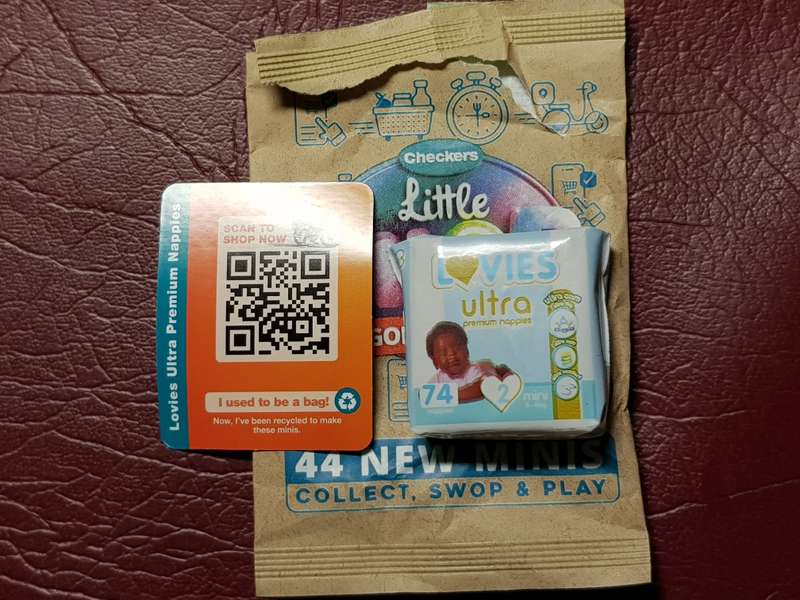 Checkers
Little
Lovies Ultra Premium Nappies
SCAN TO
SHOP NOW
I used to be a bag!
Now, I've been recycled to make
these minis.
LOVIES
ultra
premium nappies
74
2
mini
44 NEW MINIS
COLLECT, SWOP & PLAY